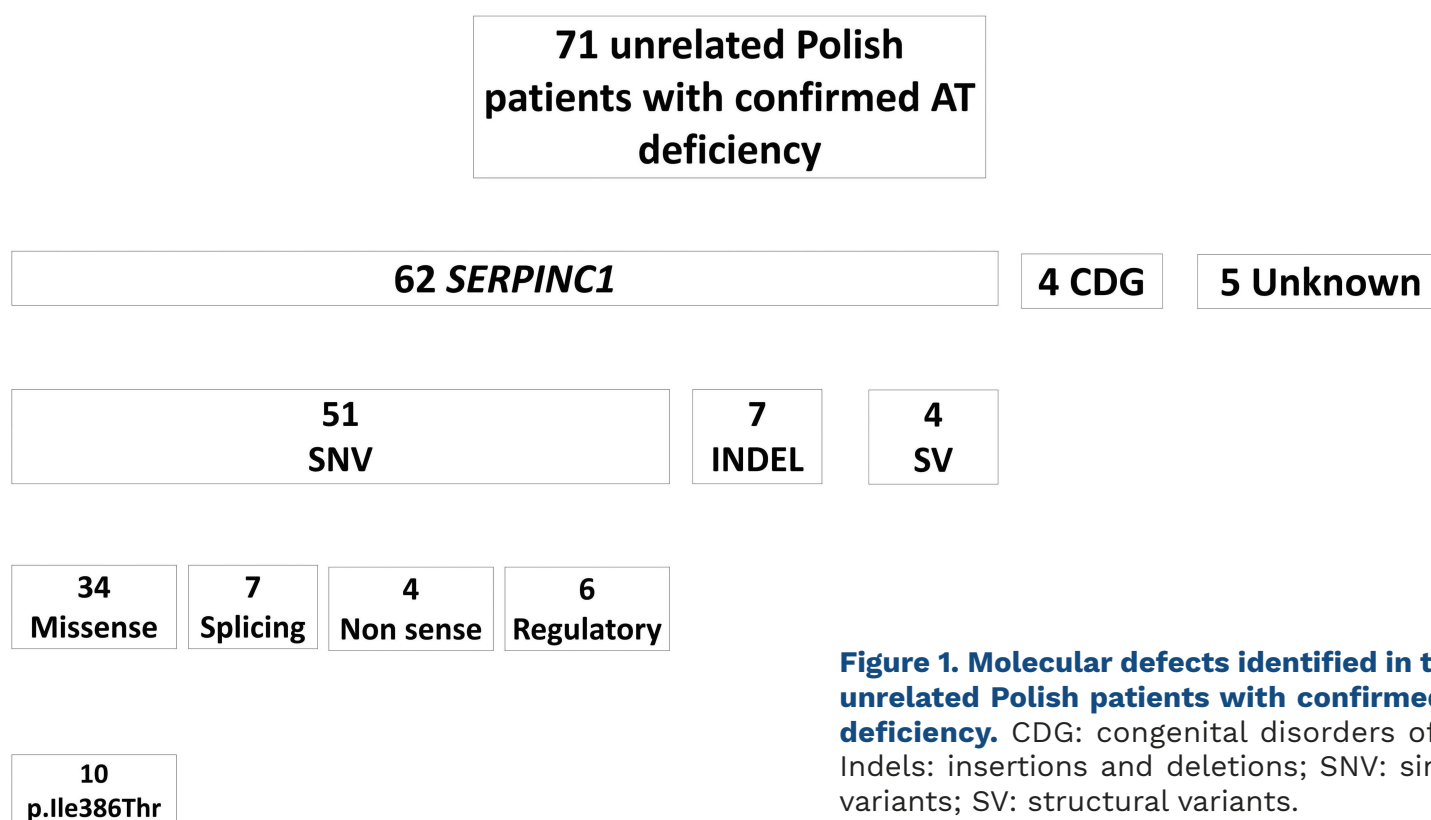 71 unrelated Polish
patients with confirmed AT
deficiency
62 SERPINC1
4 CDG
5 Unknown
51
SNV
7
INDEL
4
SV
34
Missense
7
Splicing
4
Non sense
6
Regulatory
10
p.Ile386Thr
Figure 1. Molecular defects identified in
unrelated Polish patients with confirmed
deficiency. CDG: congenital disorders of
Indels: insertions and deletions; SNV:
variants; SV: structural variants.